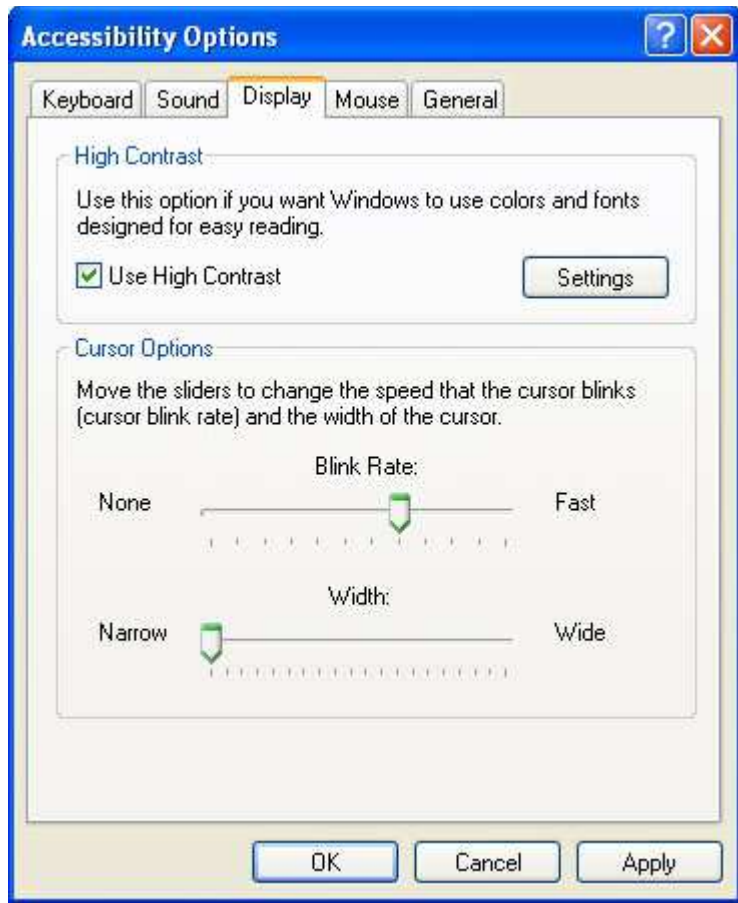 Accessibility Options
Keyboard Sound Display Mouse General
High Contrast
Use this option if you want Windows to use colors and fonts
designed for easy reading.
Use High Contrast Settings
Cursor Options
Move the sliders to change the speed that the cursor blinks
(cursor blink rate) and the width of the cursor.
Blink Rate:
None Fast
Width:
Narrow Wide
OK Cancel Apply